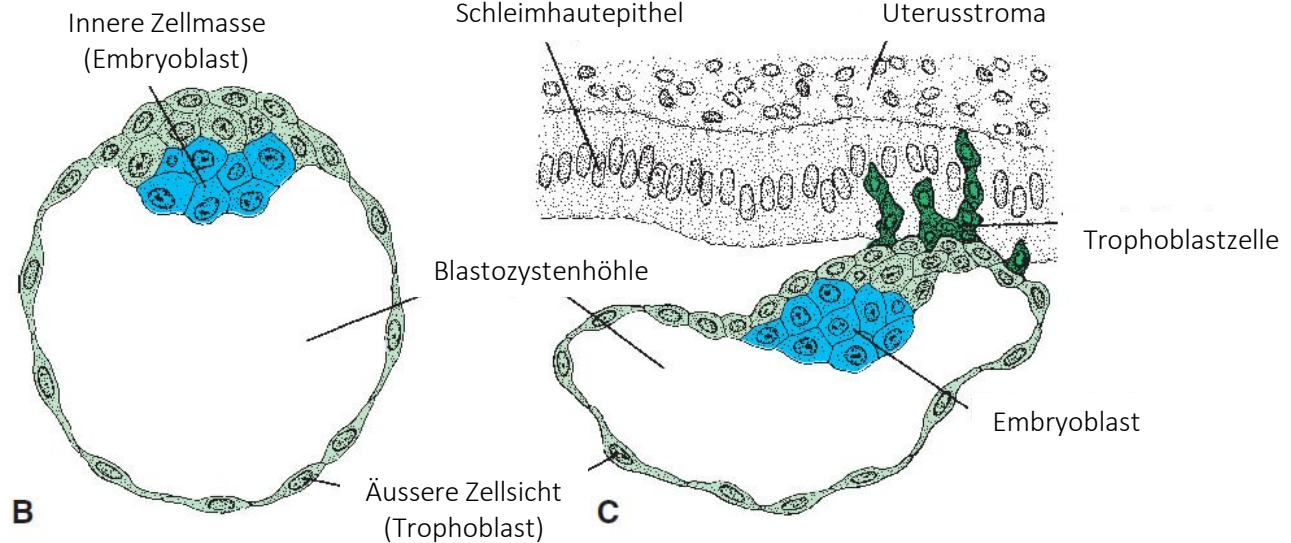 Innere Zellmasse
(Embryoblast)
Schleimhautepithel
Uterusstroma
Trophoblastzelle
Blastozystenhöhle
Embryoblast
Äussere Zellsicht
(Trophoblast)
B
C